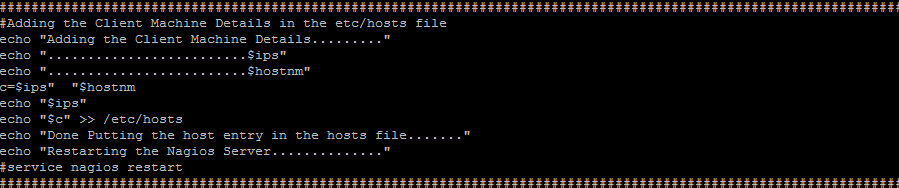 #################################################################################################################
#Adding the Client Machine Details in the etc/hosts file
echo "Adding the Client Machine Details........."
echo ".........................$ips"
echo ".........................$hostnm"
c=$ips"  "$hostnm
echo "$ips"
echo "$c" >> /etc/hosts
echo "Done Putting the host entry in the hosts file......."
echo "Restarting the Nagios Server.............."
#service nagios restart
#################################################################################################################